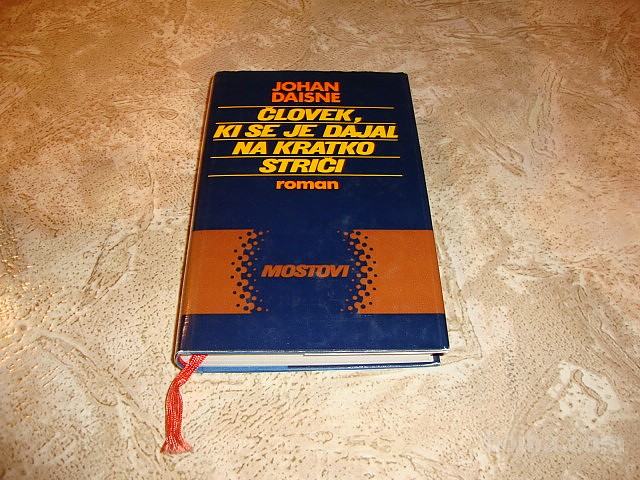 JOHAN
DAISNE
ČLOVEK,
KI SE JE DAJAL
NA KRATKO
STRIČI
roman
MOSTOVI